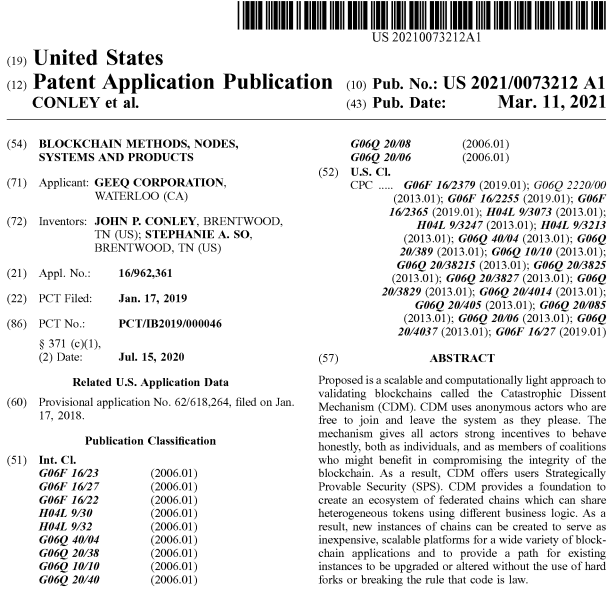 US 20210073212A1
(19) United States
(12) Patent Application Publication
CONLEY et al.
(10) Pub. No.: US 2021/0073212 A1
(43) Pub. Date: Mar. 11, 2021
(54) BLOCKCHAIN METHODS, NODES,
SYSTEMS AND PRODUCTS
(71) Applicant: GEEQ CORPORATION,
WATERLOO (CA)
(72) Inventors: JOHN P. CONLEY, BRENTWOOD,
TN (US); STEPHANIE A. SO,
BRENTWOOD, TN (US)
(21) Appl. No.: 16/962,361
(22) PCT Filed: Jan. 17, 2019
(86) PCT No.: PCT/IB2019/000046
§ 371 (c)(1),
(2) Date: Jul. 15, 2020
Related U.S. Application Data
(60) Provisional application No. 62/618,264, filed on Jan.
17, 2018.
Publication Classification
(51) Int. Cl.
G06F 16/23 (2006.01)
G06F 16/27 (2006.01)
G06F 16/22 (2006.01)
H04L 9/30 (2006.01)
H04L 9/32 (2006.01)
G06Q 40/04 (2006.01)
G06Q 20/38 (2006.01)
G06Q 10/10 (2006.01)
G06Q 20/40 (2006.01)
G06Q 20/08 (2006.01)
G06Q 20/06 (2006.01)
(52) U.S. Cl.
CPC ..... G06F 16/2379 (2019.01); G06Q 2220/00
(2013.01); G06F 16/2255 (2019.01); G06F
16/2365 (2019.01); H04L 9/3073 (2013.01);
H04L 9/3247 (2013.01); H04L 9/3213
(2013.01); G06Q 40/04 (2013.01); G06Q
20/389 (2013.01); G06Q 10/10 (2013.01);
G06Q 20/38215 (2013.01); G06Q 20/3825
(2013.01); G06Q 20/3827 (2013.01); G06Q
20/3829 (2013.01); G06Q 20/4014 (2013.01);
G06Q 20/405 (2013.01); G06Q 20/085
(2013.01); G06Q 20/06 (2013.01); G06Q
20/4037 (2013.01); G06F 16/27 (2019.01)
(57) ABSTRACT
Proposed is a scalable and computationally light approach to
validating blockchains called the Catastrophic Dissent
Mechanism (CDM). CDM uses anonymous actors who are
free to join and leave the system as they please. The
mechanism gives all actors strong incentives to behave
honestly, both as individuals, and as members of coalitions
who might benefit in compromising the integrity of the
blockchain. As a result, CDM offers users Strategically
Provable Security (SPS). CDM provides a foundation to
create an ecosystem of federated chains which can share
heterogeneous tokens using different business logic. As a
result, new instances of chains can be created to serve as
inexpensive, scalable platforms for a wide variety of block-
chain applications and to provide a path for existing
instances to be upgraded or altered without the use of hard
forks or breaking the rule that code is law.